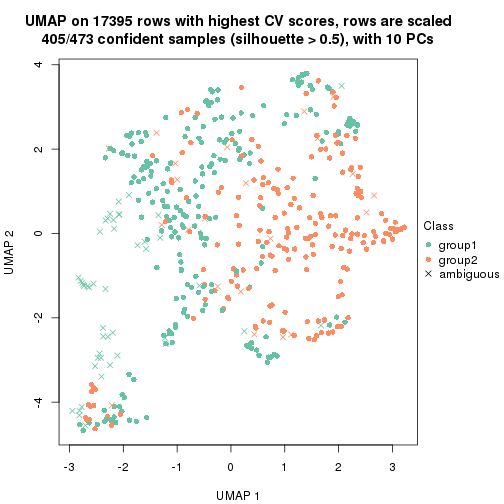 UMAP on 17395 rows with highest CV scores, rows are scaled
405/473 confident samples (silhouette > 0.5), with 10 PCs
4
2
0
-2
-4
UMAP 2
Class
group1
group2
ambiguous
-3 -2 -1 0 1 2 3
UMAP 1